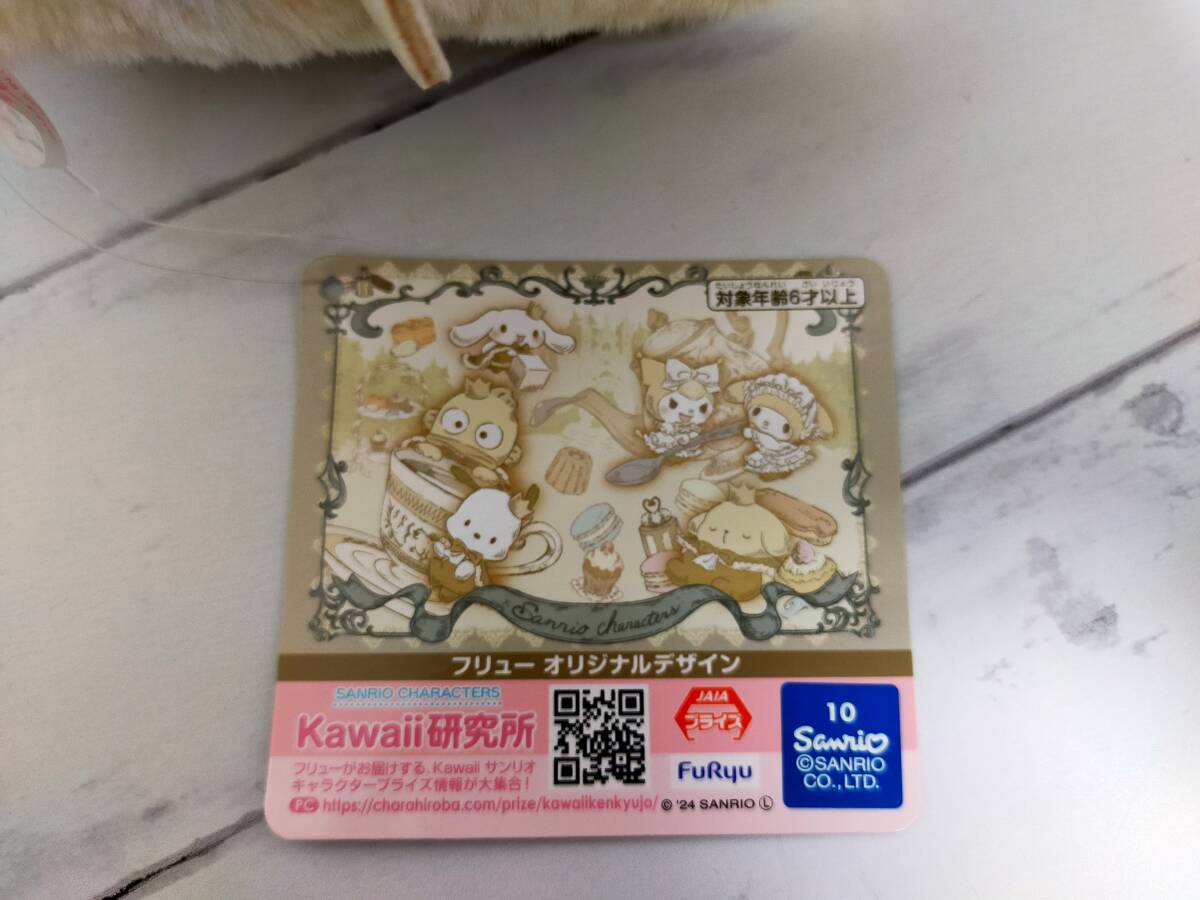 たいしょうねんれい さい いじょう
対象年齢6才以上
Sanrio characters
フリュー オリジナルデザイン
SANRIO CHARACTERS
Kawaii研究所
フリューがお届けする、Kawaii サンリオ
キャラクタープライズ情報が大集合!
PC https://charahiroba.com/prize/kawaiikenkyujo/
JAIA
プライズ
FuRyu
© '24 SANRIO Ⓛ
10
Sanrio
©SANRIO
CO., LTD.